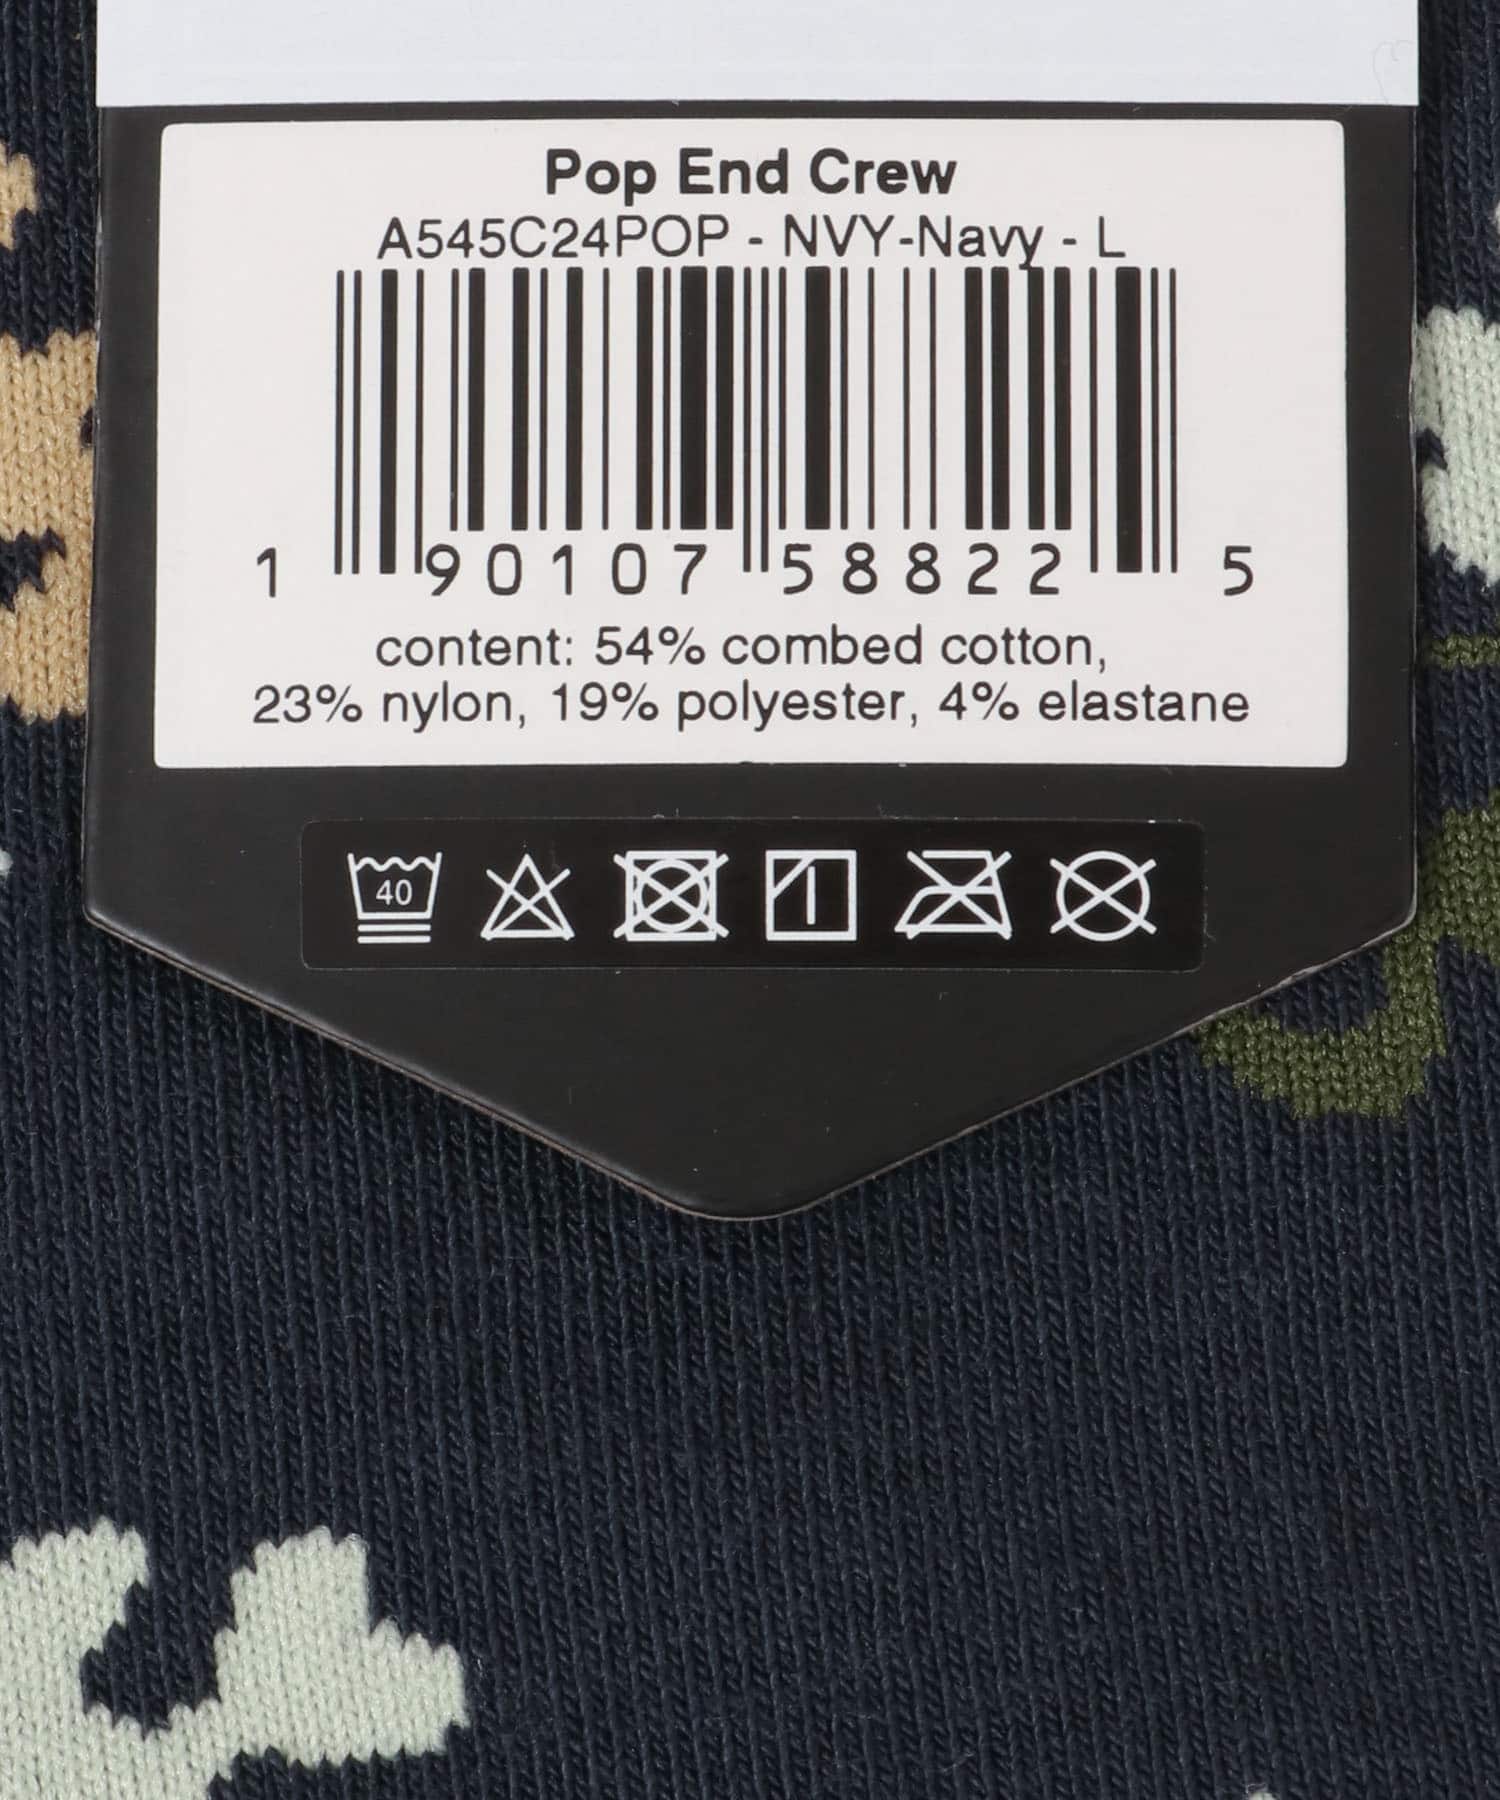 Pop End Crew
A545C24POP - NVY-Navy - L
1 90107 58822 5
content: 54% combed cotton,
23% nylon, 19% polyester, 4% elastane
40